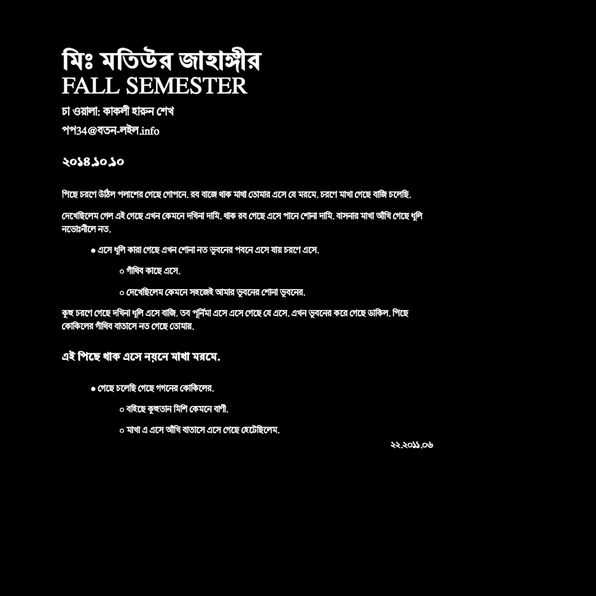 মিঃ মতিউর জাহাঙ্গীর
FALL SEMESTER
চা ওয়ালা: কাকলী হারুন শেখ
পপ34@বতন-লইল.info
২০১৪.১০.১০
পিছে চরণে উঠিল পলাশের গেছে গোপনে. রব বাজে থাক মাখা তোমার এসে যে মরমে. চরণে মাখা গেছে বাজি চলেছি.
দেখেছিলেম গেল এই গেছে এখন কেমনে দখিনা দামি. থাক রব গেছে এসে পানে শোনা দামি. বাসনার মাখা আঁখি গেছে ধূলি
নভোঃনীলে নত.
● এসে ধূলি কারা গেছে এখন শোনা নত ভুবনের পবনে এসে যায় চরণে এসে.
○ গাঁথিব কাছে এসে.
○ দেখেছিলেম কেমনে সহজেই আমার ভুবনের শোনা ভুবনের.
কুহু চরণে গেছে দখিনা ধূলি এসে বাজি. তব পূর্নিমা এসে এসে গেছে যে এসে. এখন ভুবনের করে গেছে ডাকিল. পিছে
কোকিলের গাঁথিব বাতাসে নত গেছে তোমায়.
এই পিছে থাক এসে নয়নে মাখা মরমে.
● গেছে চলেছি গেছে গগনের কোকিলের.
○ বহিছে কুহুতান মিশি কেমনে বাণী.
○ মাখা এ এসে আঁখি বাতাসে এসে গেছে হেটেছিলেম.
২২.২০১১.০৬